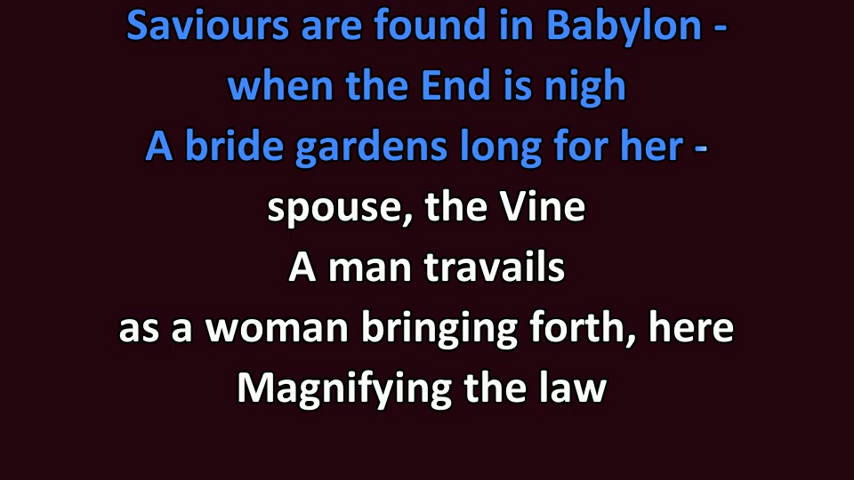 Saviours are found in Babylon -
when the End is nigh
A bride gardens long for her -
spouse, the Vine
A man travails
as a woman bringing forth, here
Magnifying the law